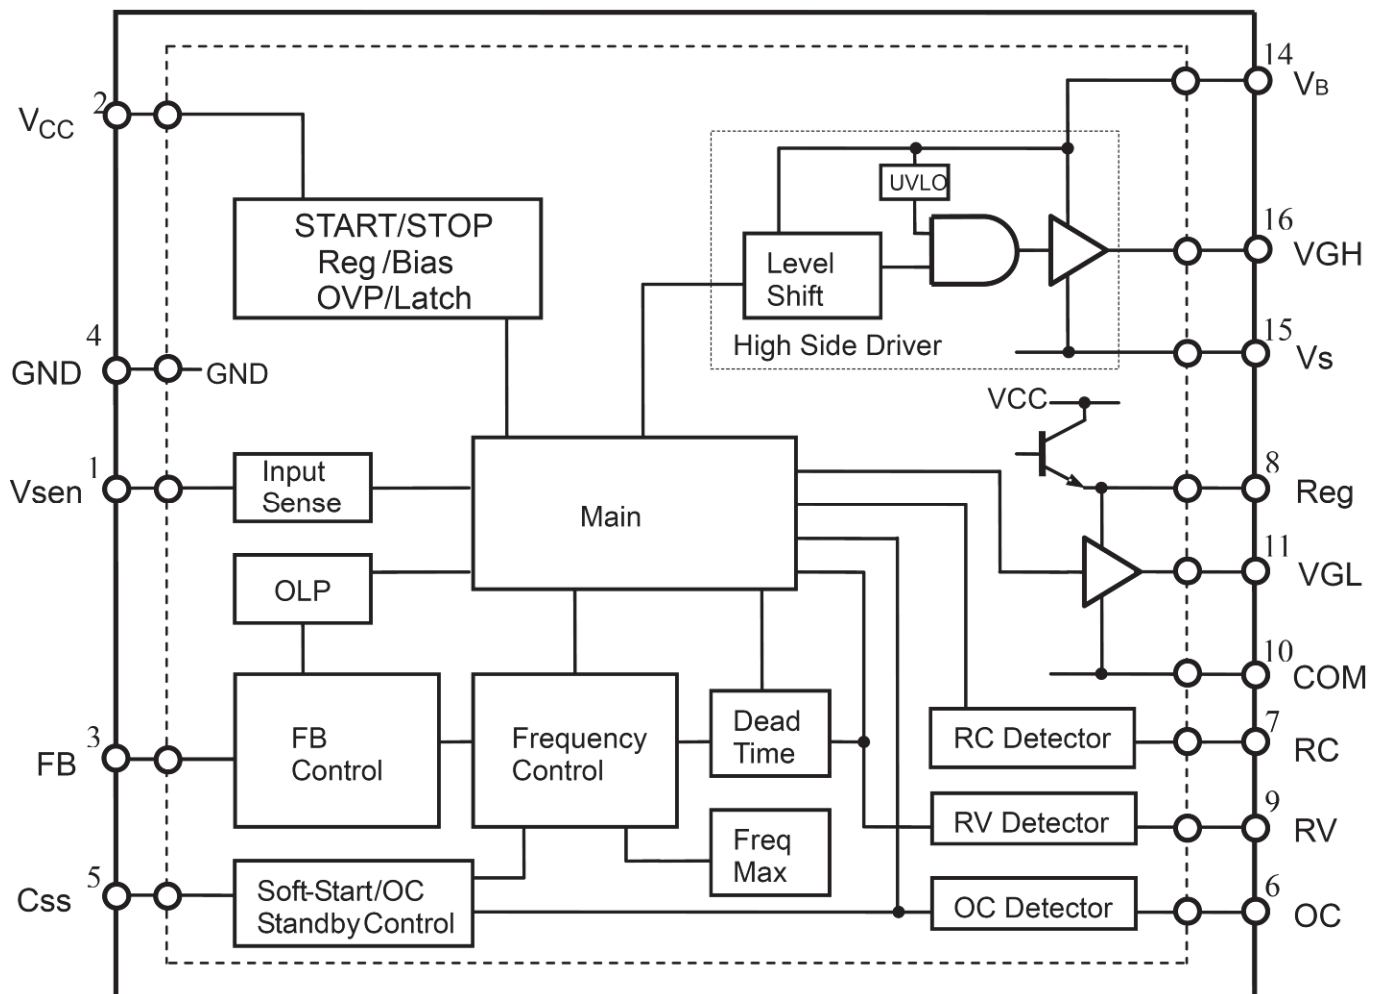 14
VB
2
VCC
START/STOP
Reg/Bias
OVP/Latch
UVLO
Level
Shift
High Side Driver
16
VGH
15
Vs
4
GND
GND
VCC
1
Vsen
Input
Sense
Main
8
Reg
OLP
11
VGL
10
COM
3
FB
FB
Control
Frequency
Control
Dead
Time
RC Detector
7
RC
Freq
Max
RV Detector
9
RV
5
Css
Soft-Start/OC
Standby Control
OC Detector
6
OC